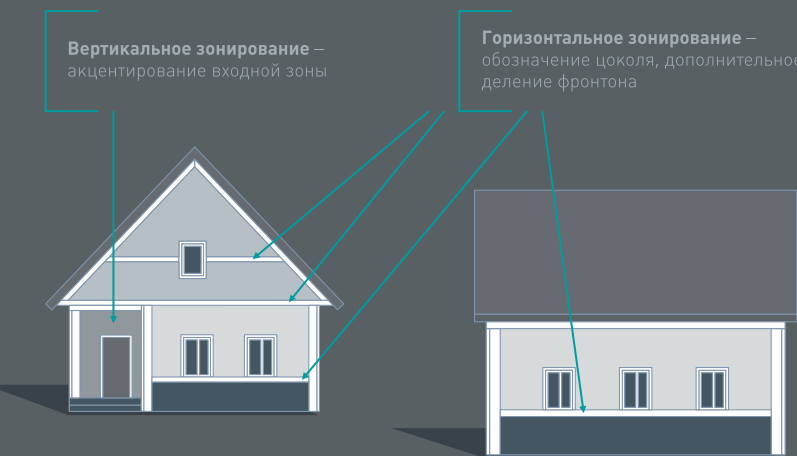 Вертикальное зонирование –
акцентирование входной зоны
Горизонтальное зонирование –
обозначение цоколя, дополнительное
деление фронтона